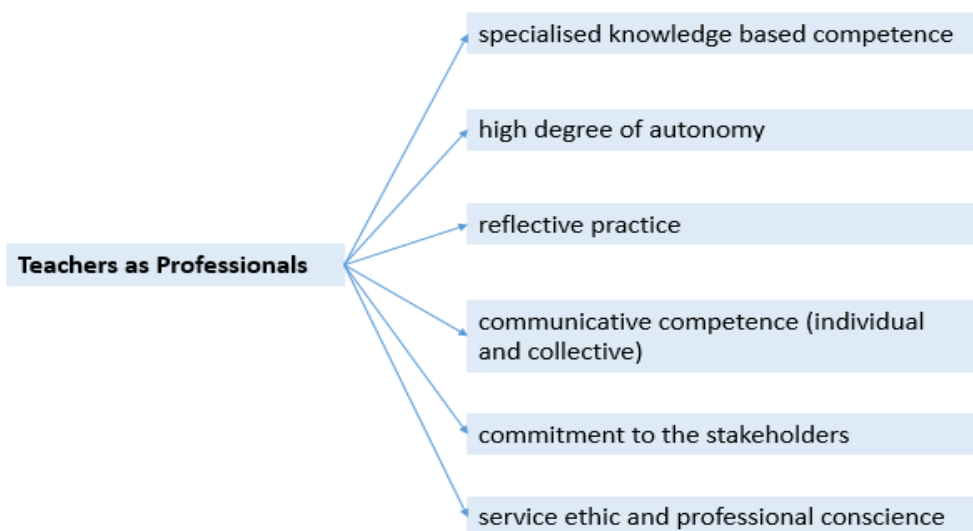 specialised knowledge based competence
high degree of autonomy
reflective practice
Teachers as Professionals
communicative competence (individual
and collective)
commitment to the stakeholders
service ethic and professional conscience